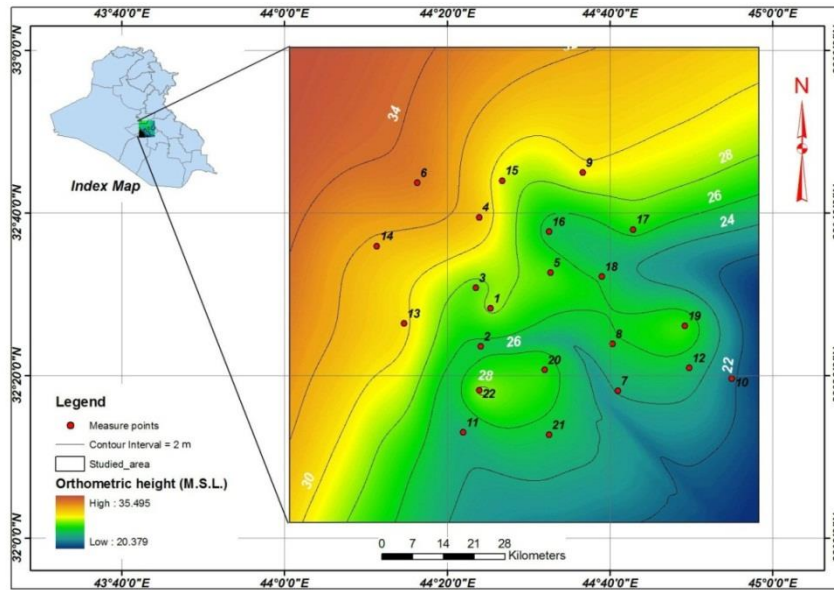 43°40'0"E 44°0'0"E 44°20'0"E 44°40'0"E 45°0'0"E
33°0'0"N
32°40'0"N
32°20'0"N
32°0'0"N
Index Map
N
34
6
15
9
28
4
26
16
17
24
14
5
18
3
1
13
19
2
26
8
20
12
22
28
22
7
10
11
21
30
Legend
Measure points
Contour Interval = 2 m
Studied_area
Orthometric height (M.S.L.)
High : 35.495
Low : 20.379
0 7 14 21 28
Kilometers
43°40'0"E 44°0'0"E 44°20'0"E 44°40'0"E 45°0'0"E